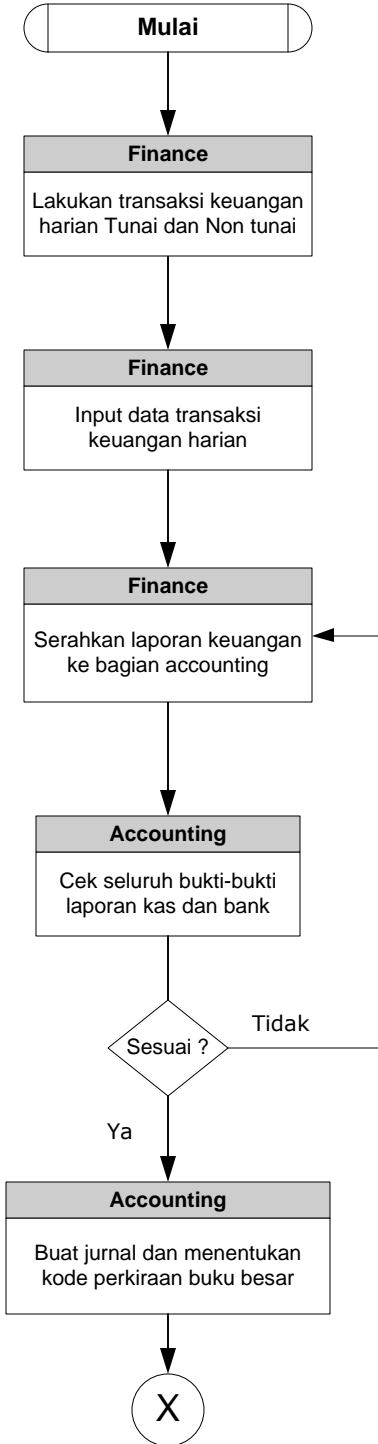 Mulai
Finance
Lakukan transaksi keuangan
harian Tunai dan Non tunai
Finance
Input data transaksi
keuangan harian
Finance
Serahkan laporan keuangan
ke bagian accounting
Accounting
Cek seluruh bukti-bukti
laporan kas dan bank
Sesuai ?
Tidak
Ya
Accounting
Buat jurnal dan menentukan
kode perkiraan buku besar
X